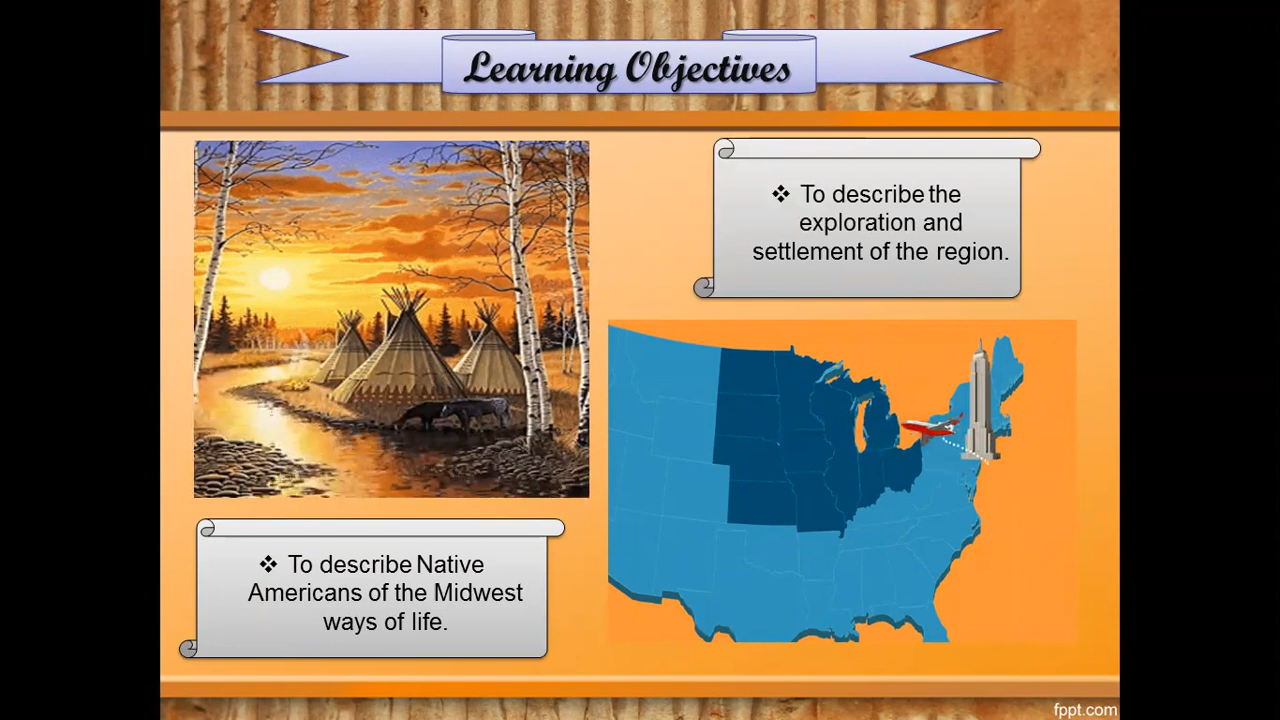 Learning Objectives
❖ To describe the
exploration and
settlement of the region.
❖ To describe Native
Americans of the Midwest
ways of life.
fppt.com